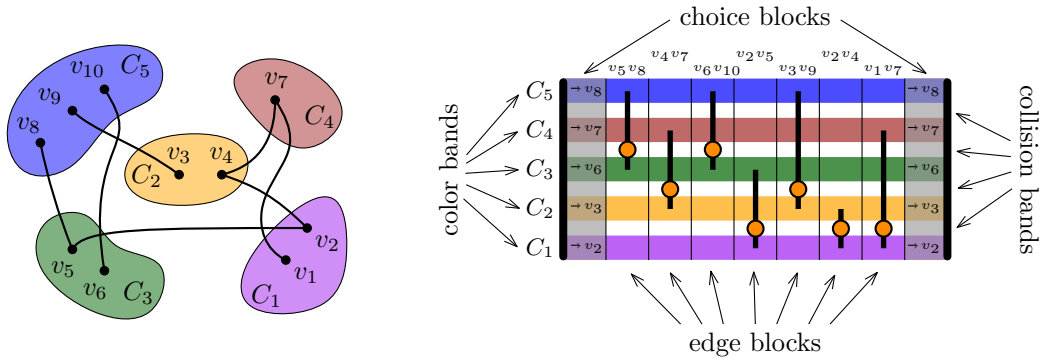 v10 C5
v9
v8
v7
C4
v3 v4
C2
v2
v5
v6 C3
v1
C1
choice blocks
v5v8 v4v7 v6v10 v2v5 v3v9 v2v4 v1v7
C5 → v8 → v8
C4 → v7 → v7
C3 → v6 → v6
C2 → v3 → v3
C1 → v2 → v2
color bands
collision bands
edge blocks